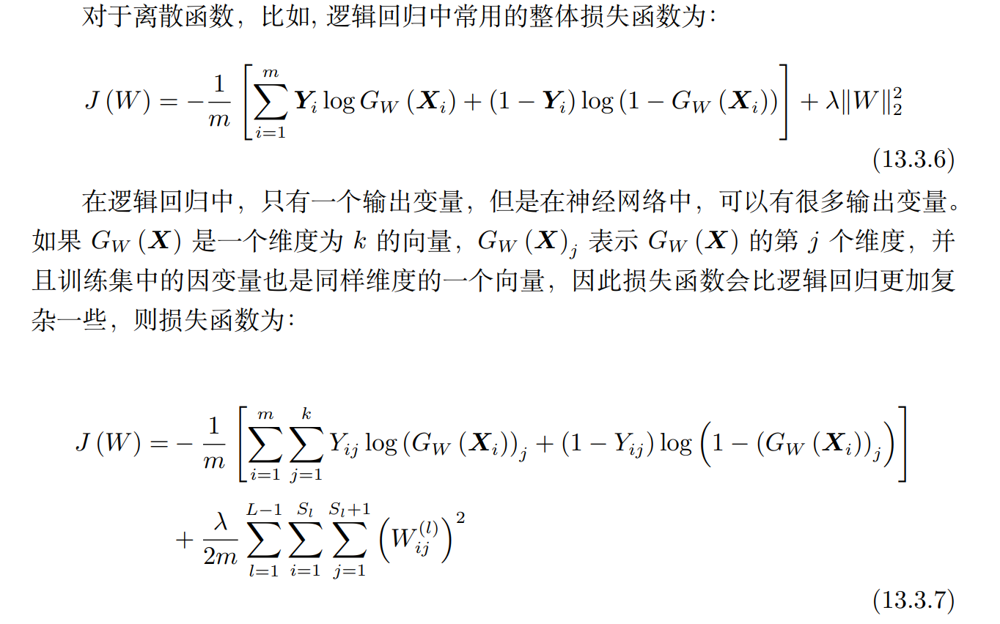 对于离散函数，比如, 逻辑回归中常用的整体损失函数为：
$$J(W) = -\frac{1}{m}\left[\sum_{i=1}^{m} \boldsymbol{Y}_i \log G_W(\boldsymbol{X}_i) + (1 - \boldsymbol{Y}_i) \log (1 - G_W(\boldsymbol{X}_i))\right] + \lambda \|W\|_2^2$$
(13.3.6)
在逻辑回归中，只有一个输出变量，但是在神经网络中，可以有很多输出变量。
如果 $G_W(\boldsymbol{X})$ 是一个维度为 $k$ 的向量，$G_W(\boldsymbol{X})_j$ 表示 $G_W(\boldsymbol{X})$ 的第 $j$ 个维度，并
且训练集中的因变量也是同样维度的一个向量，因此损失函数会比逻辑回归更加复
杂一些，则损失函数为：
$$J(W) = -\frac{1}{m}\left[\sum_{i=1}^{m}\sum_{j=1}^{k} Y_{ij} \log (G_W(\boldsymbol{X}_i))_j + (1 - Y_{ij}) \log \left(1 - (G_W(\boldsymbol{X}_i))_j\right)\right]$$
$$+ \frac{\lambda}{2m}\sum_{l=1}^{L-1}\sum_{i=1}^{S_l}\sum_{j=1}^{S_l+1}\left(W_{ij}^{(l)}\right)^2$$
(13.3.7)